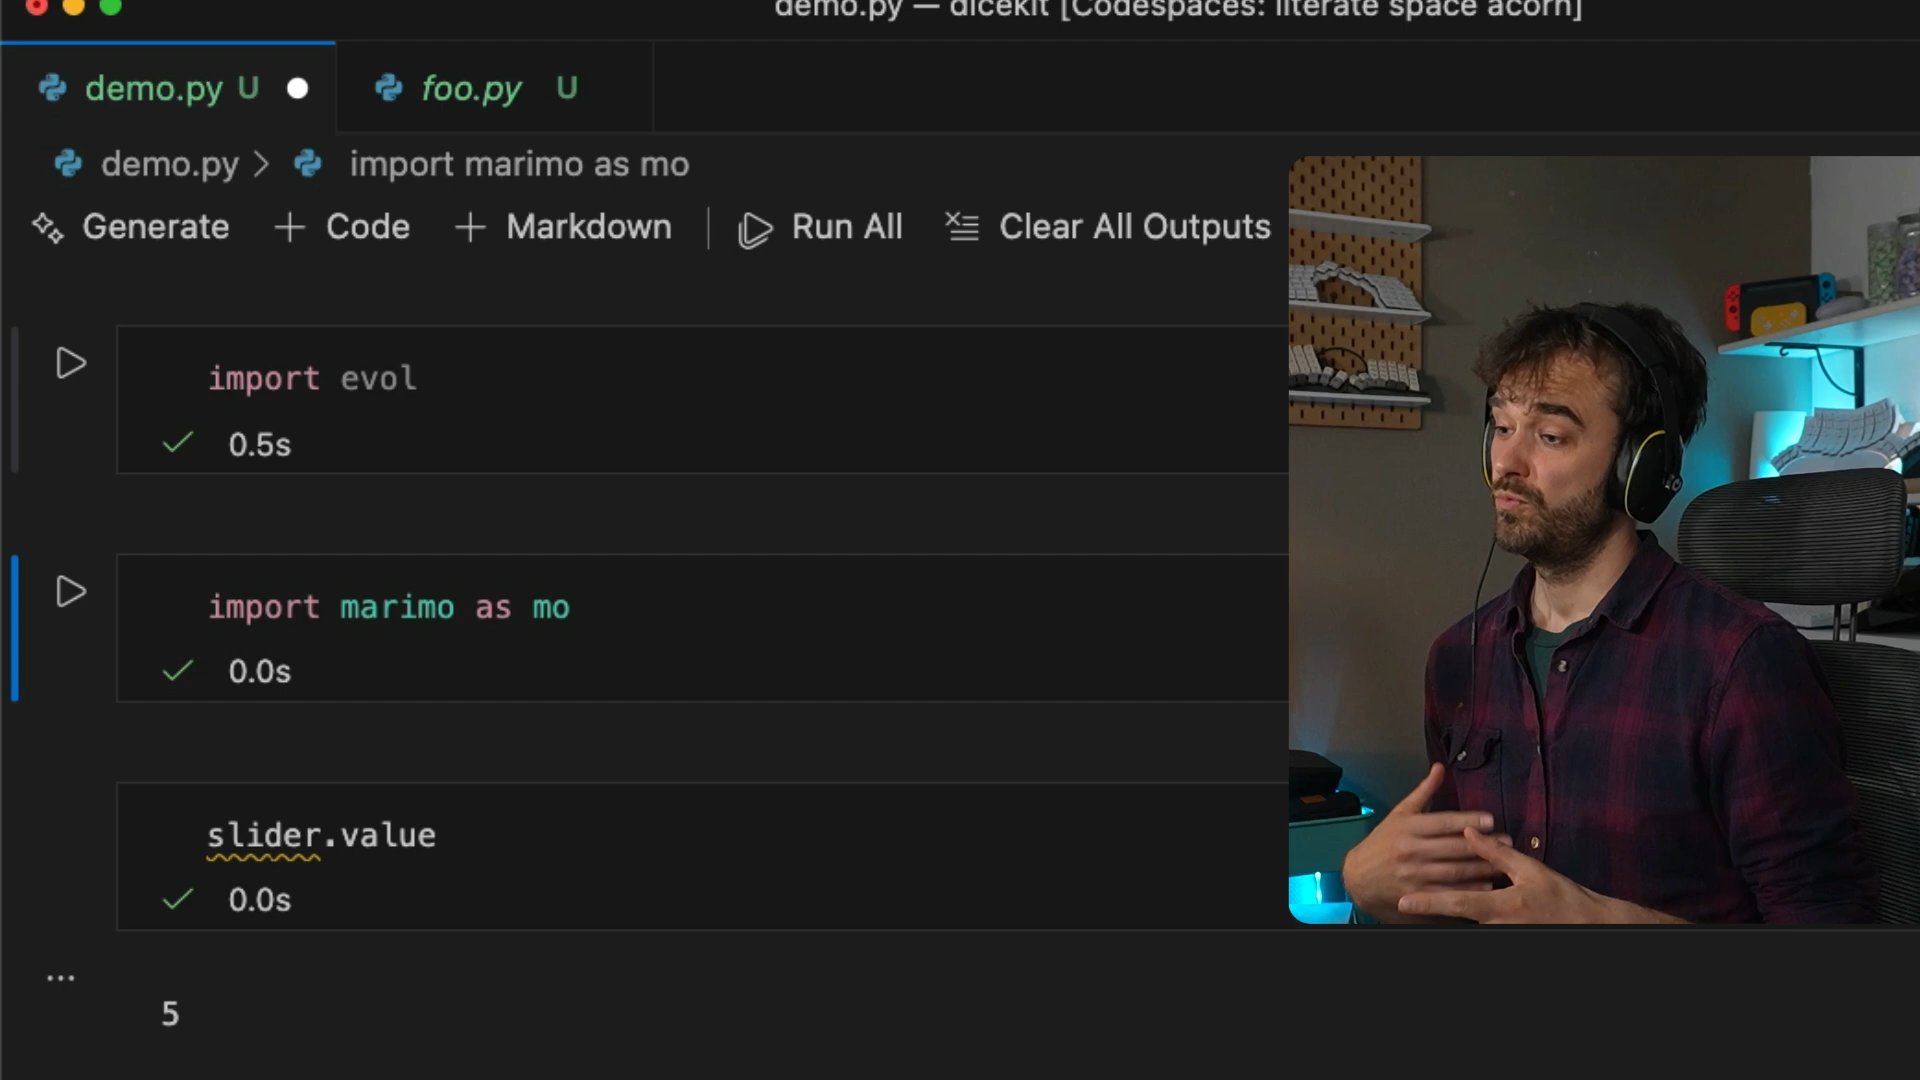 demo.py — dicekit [Codespaces: literate space acorn]
demo.py U
foo.py U
demo.py > import marimo as mo
Generate + Code + Markdown | Run All Clear All Outputs
import evol
0.5s
import marimo as mo
0.0s
slider.value
0.0s
...
5